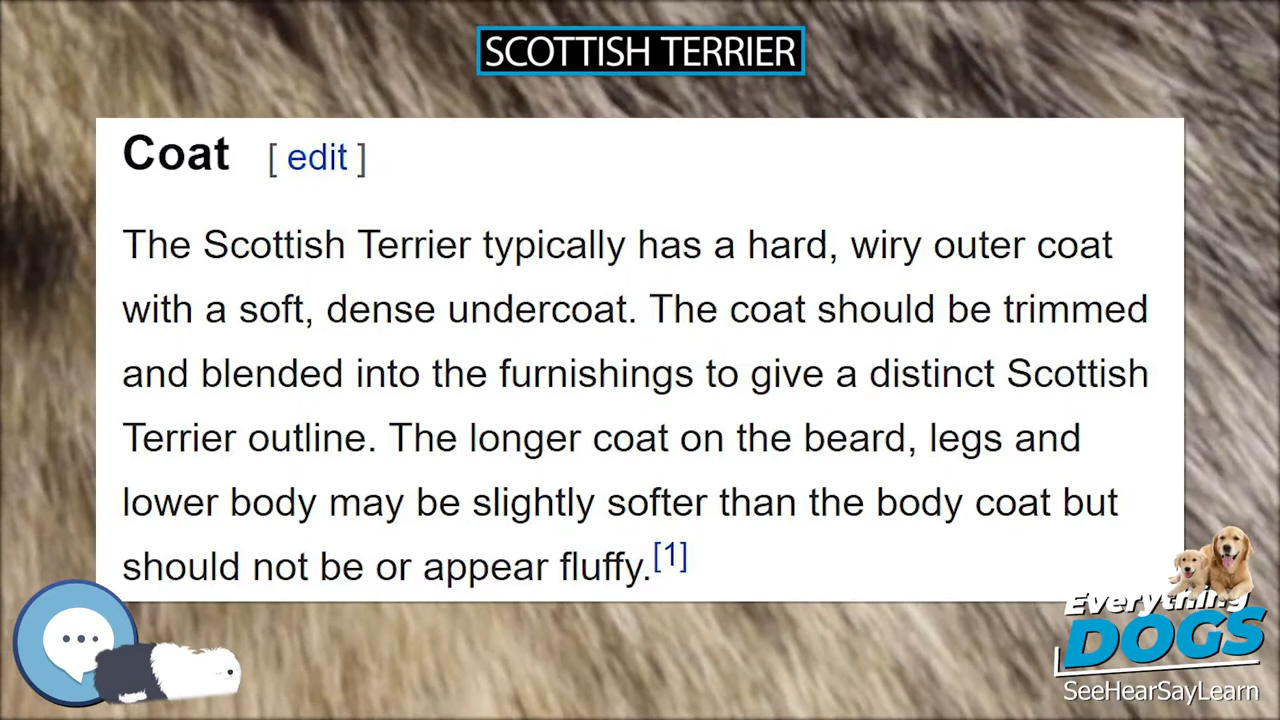 SCOTTISH TERRIER
Coat [ edit ]
The Scottish Terrier typically has a hard, wiry outer coat
with a soft, dense undercoat. The coat should be trimmed
and blended into the furnishings to give a distinct Scottish
Terrier outline. The longer coat on the beard, legs and
lower body may be slightly softer than the body coat but
should not be or appear fluffy.[1]
Everything
DOGS
SeeHearSayLearn